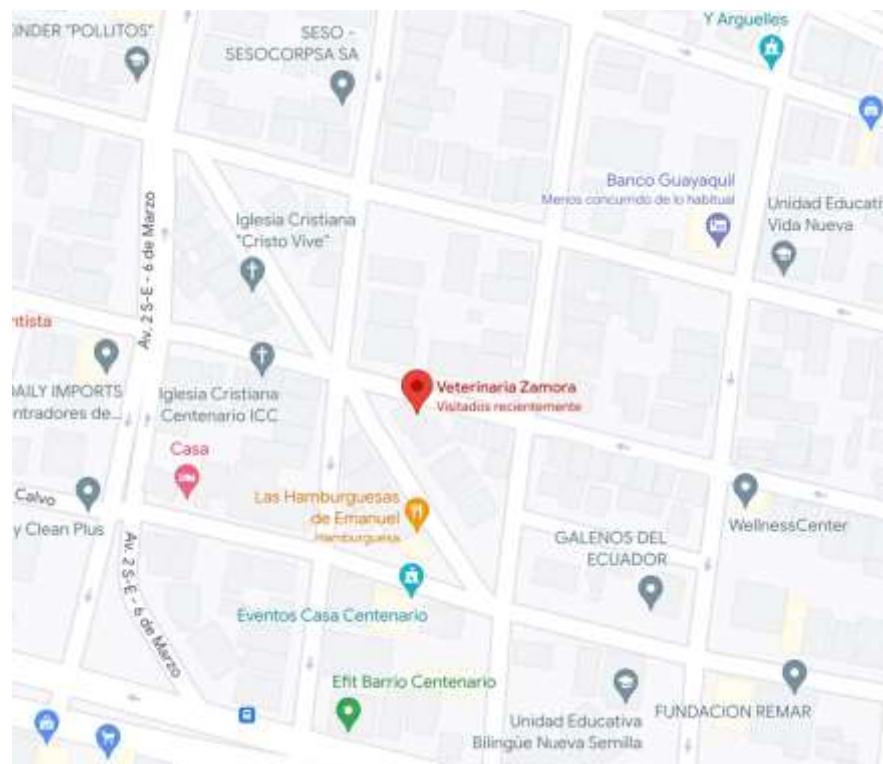 Y Arguelles
INDER "POLLITOS"
SESO -
SESOCORPSA SA
Banco Guayaquil
Menos concurrido de lo habitual
Unidad Educati
Vida Nueva
Iglesia Cristiana
"Cristo Vive"
Av. 2 S-E - 6 de Marzo
ntista
DAILY IMPORTS
ntradores de...
Iglesia Cristiana
Centenario ICC
Veterinaria Zamora
Visitados recientemente
Casa
Calvo
y Clean Plus
Las Hamburguesas
de Emanuel
Hamburguesa
WellnessCenter
GALENOS DEL
ECUADOR
Av. 2 S-E - 6 de Marzo
Eventos Casa Centenario
Efit Barrio Centenario
Unidad Educativa
Bilingüe Nueva Semilla
FUNDACION REMAR